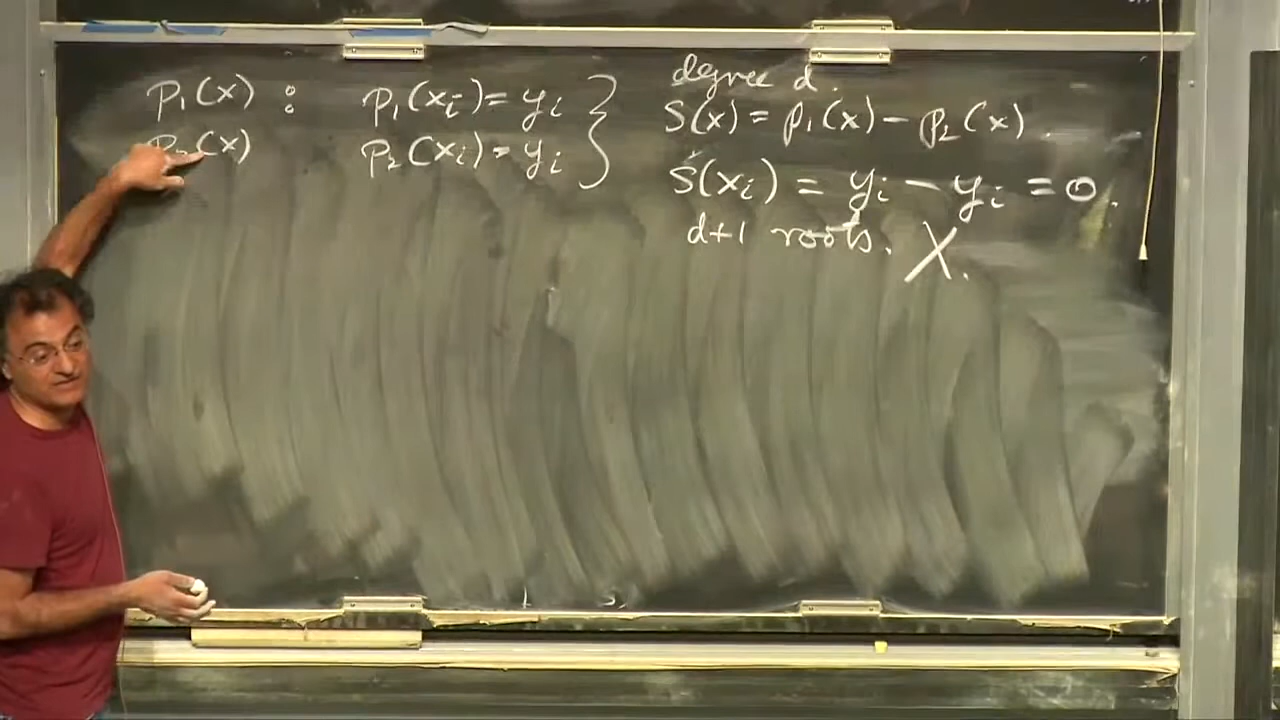 p₁(x) : p₁(xᵢ) = yᵢ }
p₂(x) p₂(xᵢ) = yᵢ }
degree d.
S(x) = p₁(x) - p₂(x).
S(xᵢ) = yᵢ - yᵢ = 0.
d+1 roots. X.